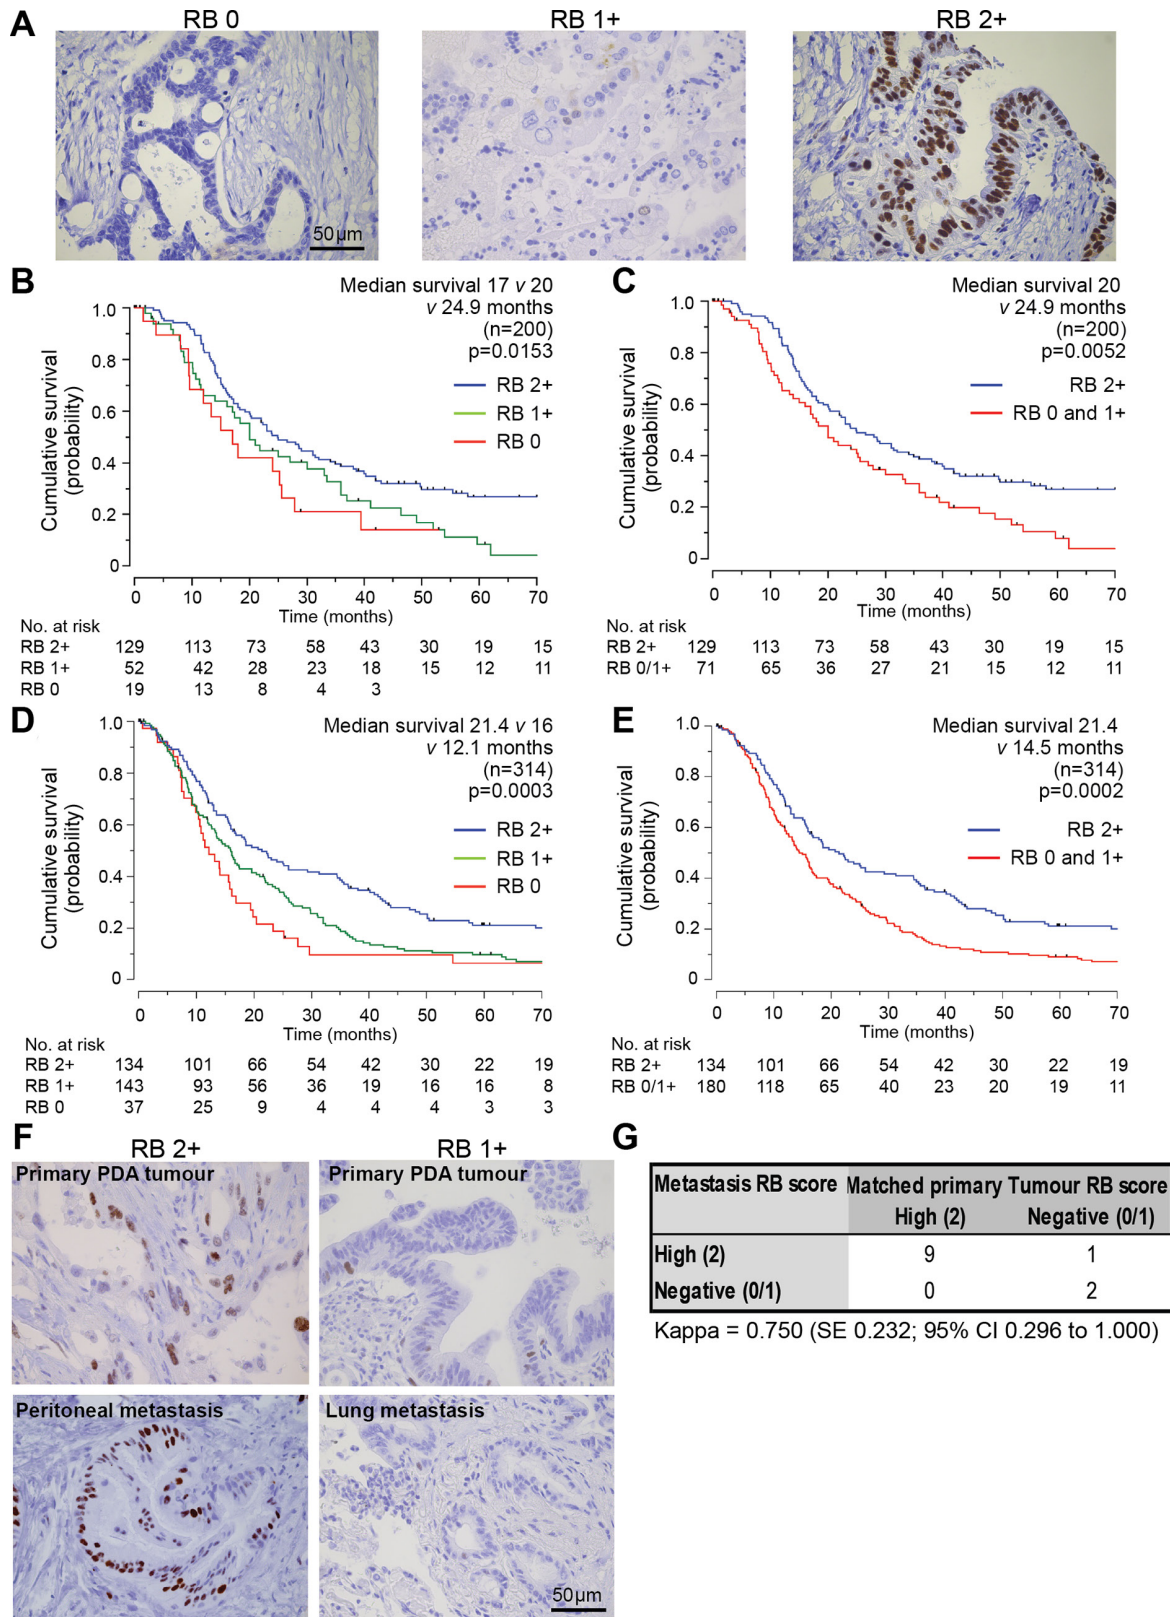 A
RB 0
RB 1+
RB 2+
50µm
B
Median survival 17 v 20
v 24.9 months
(n=200)
p=0.0153
RB 2+
RB 1+
RB 0
Cumulative survival
(probability)
1.0
0.8
0.6
0.4
0.2
0
0 10 20 30 40 50 60 70
Time (months)
No. at risk
RB 2+ 129 113 73 58 43 30 19 15
RB 1+ 52 42 28 23 18 15 12 11
RB 0 19 13 8 4 3
C
Median survival 20
v 24.9 months
(n=200)
p=0.0052
RB 2+
RB 0 and 1+
Cumulative survival
(probability)
1.0
0.8
0.6
0.4
0.2
0
0 10 20 30 40 50 60 70
Time (months)
No. at risk
RB 2+ 129 113 73 58 43 30 19 15
RB 0/1+ 71 65 36 27 21 15 12 11
D
Median survival 21.4 v 16
v 12.1 months
(n=314)
p=0.0003
RB 2+
RB 1+
RB 0
Cumulative survival
(probability)
1.0
0.8
0.6
0.4
0.2
0
0 10 20 30 40 50 60 70
Time (months)
No. at risk
RB 2+ 134 101 66 54 42 30 22 19
RB 1+ 143 93 56 36 19 16 16 8
RB 0 37 25 9 4 4 4 3 3
E
Median survival 21.4
v 14.5 months
(n=314)
p=0.0002
RB 2+
RB 0 and 1+
Cumulative survival
(probability)
1.0
0.8
0.6
0.4
0.2
0
0 10 20 30 40 50 60 70
Time (months)
No. at risk
RB 2+ 134 101 66 54 42 30 22 19
RB 0/1+ 180 118 65 40 23 20 19 11
F
RB 2+
RB 1+
Primary PDA tumour
Primary PDA tumour
Peritoneal metastasis
Lung metastasis
50µm
G
Metastasis RB score Matched primary Tumour RB score
High (2) Negative (0/1)
High (2) 9 1
Negative (0/1) 0 2
Kappa = 0.750 (SE 0.232; 95% CI 0.296 to 1.000)